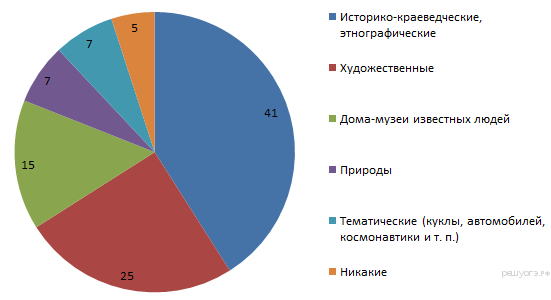 5
7
7
15
25
41
Историко-краеведческие,
этнографические
Художественные
Дома-музеи известных людей
Природы
Тематические (куклы, автомобилей,
космонавтики и т. п.)
Никакие
решуогэ.рф